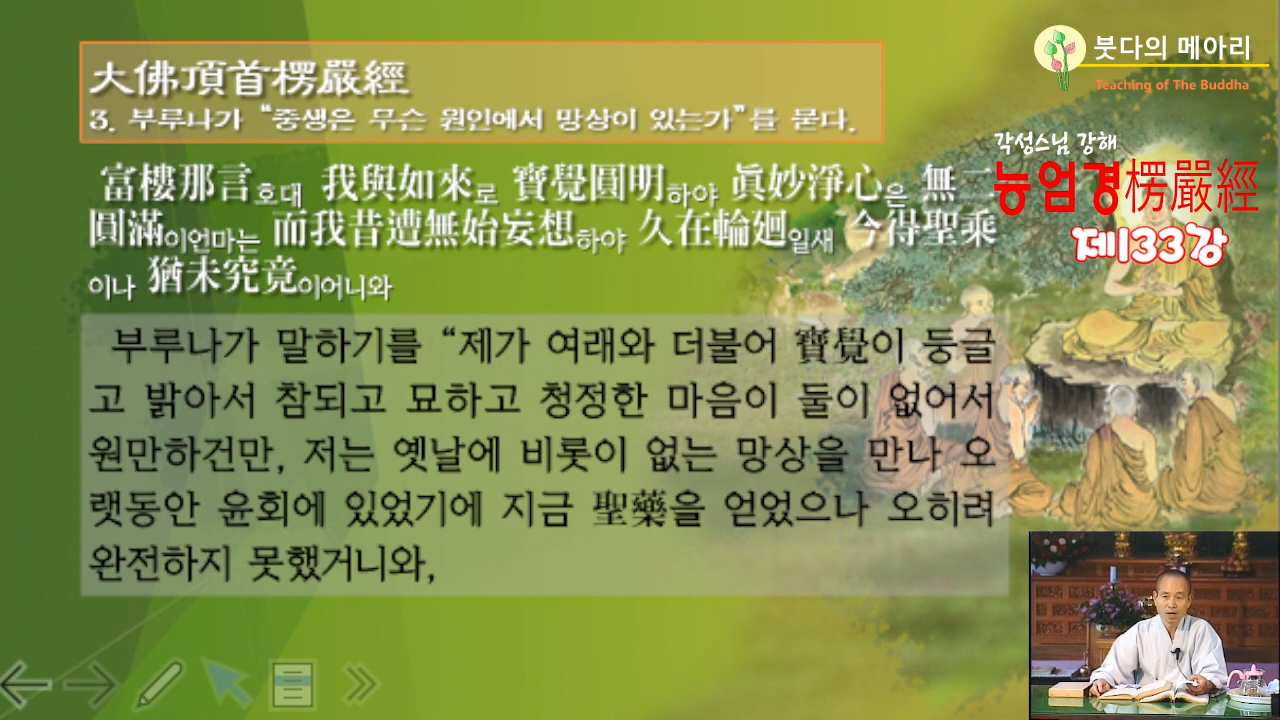 大佛頂首楞嚴經
3. 부루나가 “중생은 무슨 원인에서 망상이 있는가”를 묻다.
富樓那言호대 我與如來로 寶覺圓明하야 眞妙淨心은 無二
圓滿이언마는 而我昔遭無始妄想하야 久在輪廻일새 今得聖乘
이나 猶未究竟이어니와
부루나가 말하기를 “제가 여래와 더불어 寶覺이 둥글
고 밝아서 참되고 묘하고 청정한 마음이 둘이 없어서
원만하건만, 저는 옛날에 비롯이 없는 망상을 만나 오
랫동안 윤회에 있었기에 지금 聖藥을 얻었으나 오히려
완전하지 못했거니와,
붓다의 메아리
Teaching of The Buddha
각성스님 강해
능엄경楞嚴經
제33강